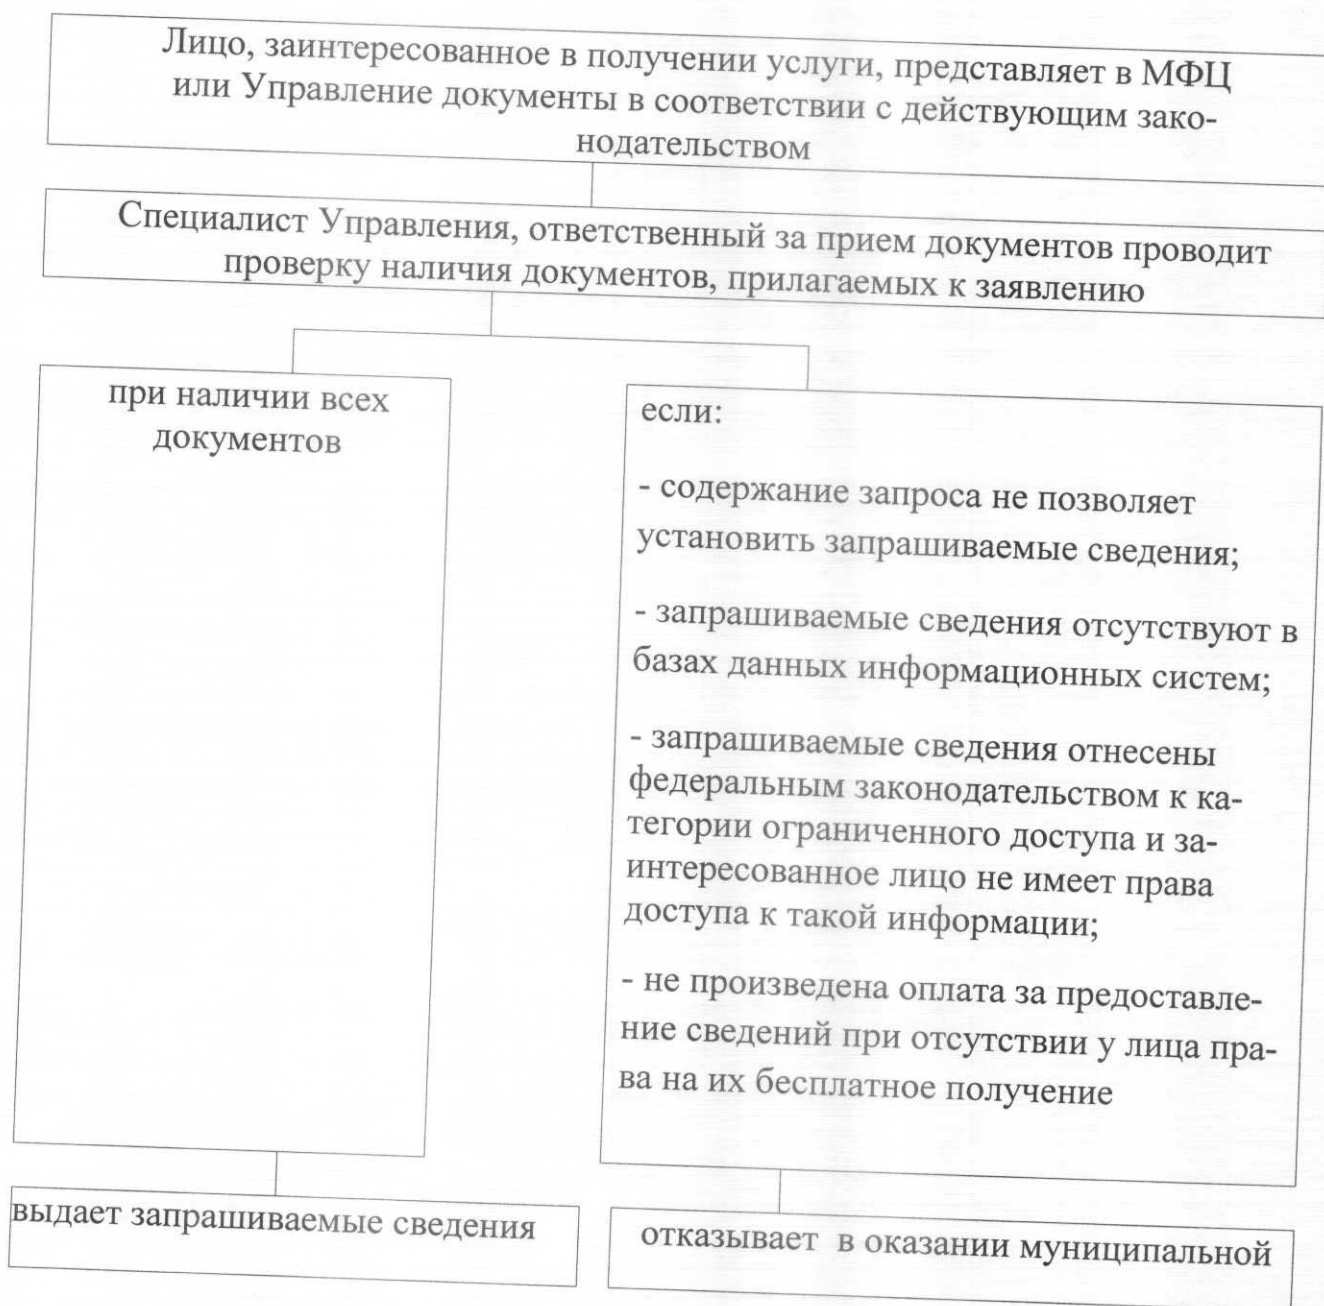 Лицо, заинтересованное в получении услуги, представляет в МФЦ
или Управление документы в соответствии с действующим зако-
нодательством
Специалист Управления, ответственный за прием документов проводит
проверку наличия документов, прилагаемых к заявлению
при наличии всех
документов
если:
- содержание запроса не позволяет
установить запрашиваемые сведения;
- запрашиваемые сведения отсутствуют в
базах данных информационных систем;
- запрашиваемые сведения отнесены
федеральным законодательством к ка-
тегории ограниченного доступа и за-
интересованное лицо не имеет права
доступа к такой информации;
- не произведена оплата за предоставле-
ние сведений при отсутствии у лица пра-
ва на их бесплатное получение
выдает запрашиваемые сведения
отказывает в оказании муниципальной